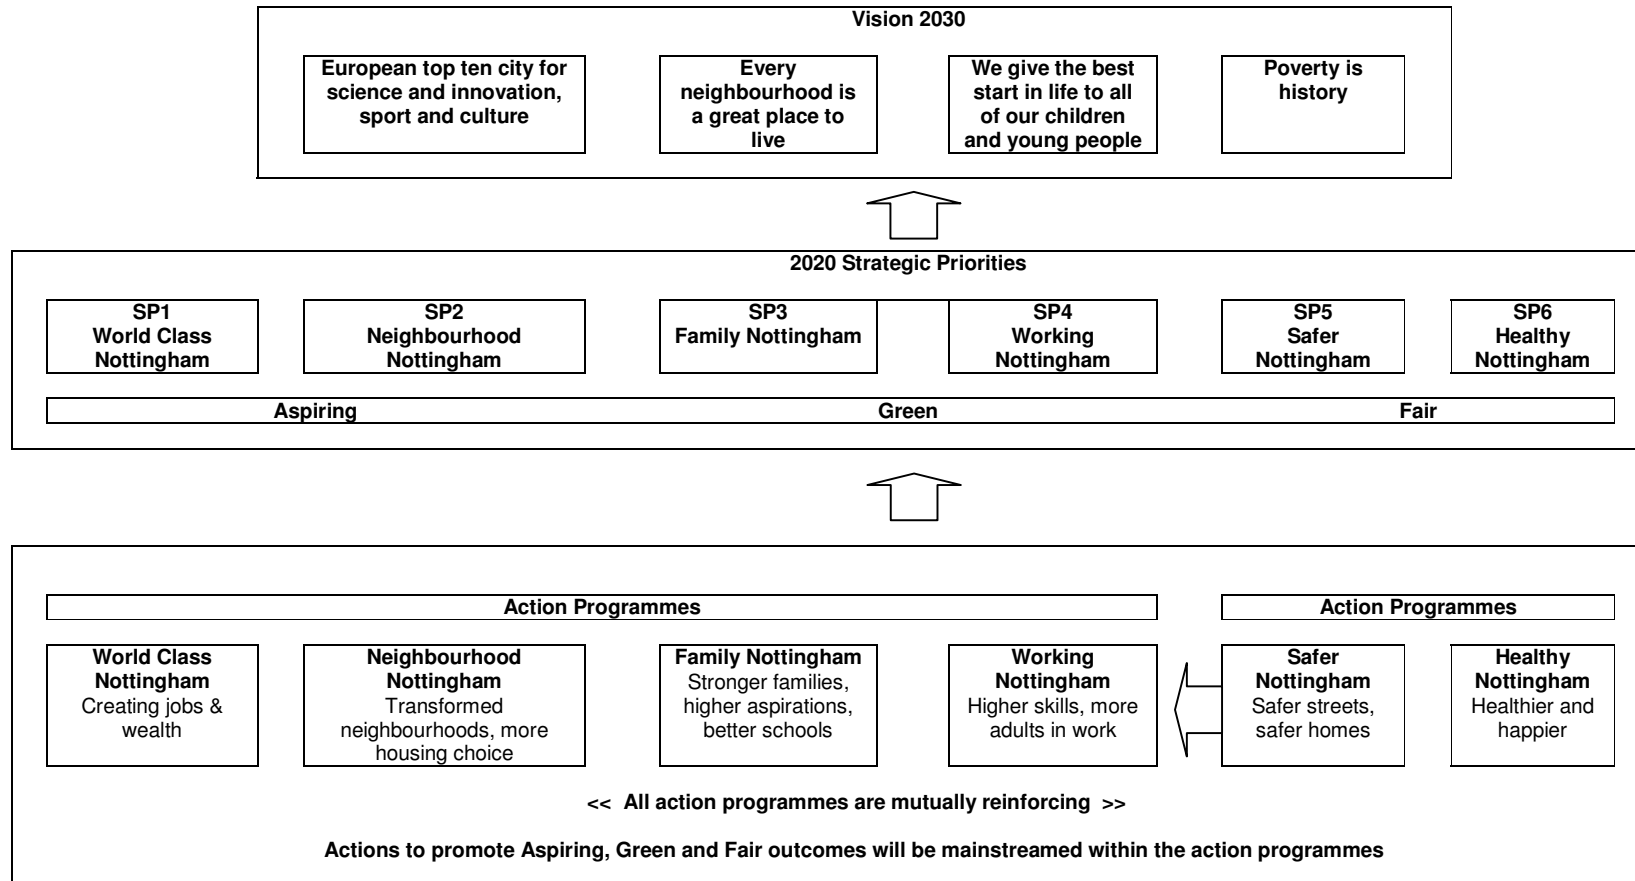 Vision 2030
European top ten city for
science and innovation,
sport and culture
Every
neighbourhood is
a great place to
live
We give the best
start in life to all
of our children
and young people
Poverty is
history
2020 Strategic Priorities
SP1
World Class
Nottingham
SP2
Neighbourhood
Nottingham
SP3
Family Nottingham
SP4
Working
Nottingham
SP5
Safer
Nottingham
SP6
Healthy
Nottingham
Aspiring Green Fair
Action Programmes
Action Programmes
World Class
Nottingham
Creating jobs &
wealth
Neighbourhood
Nottingham
Transformed
neighbourhoods, more
housing choice
Family Nottingham
Stronger families,
higher aspirations,
better schools
Working
Nottingham
Higher skills, more
adults in work
Safer
Nottingham
Safer streets,
safer homes
Healthy
Nottingham
Healthier and
happier
<< All action programmes are mutually reinforcing >>
Actions to promote Aspiring, Green and Fair outcomes will be mainstreamed within the action programmes